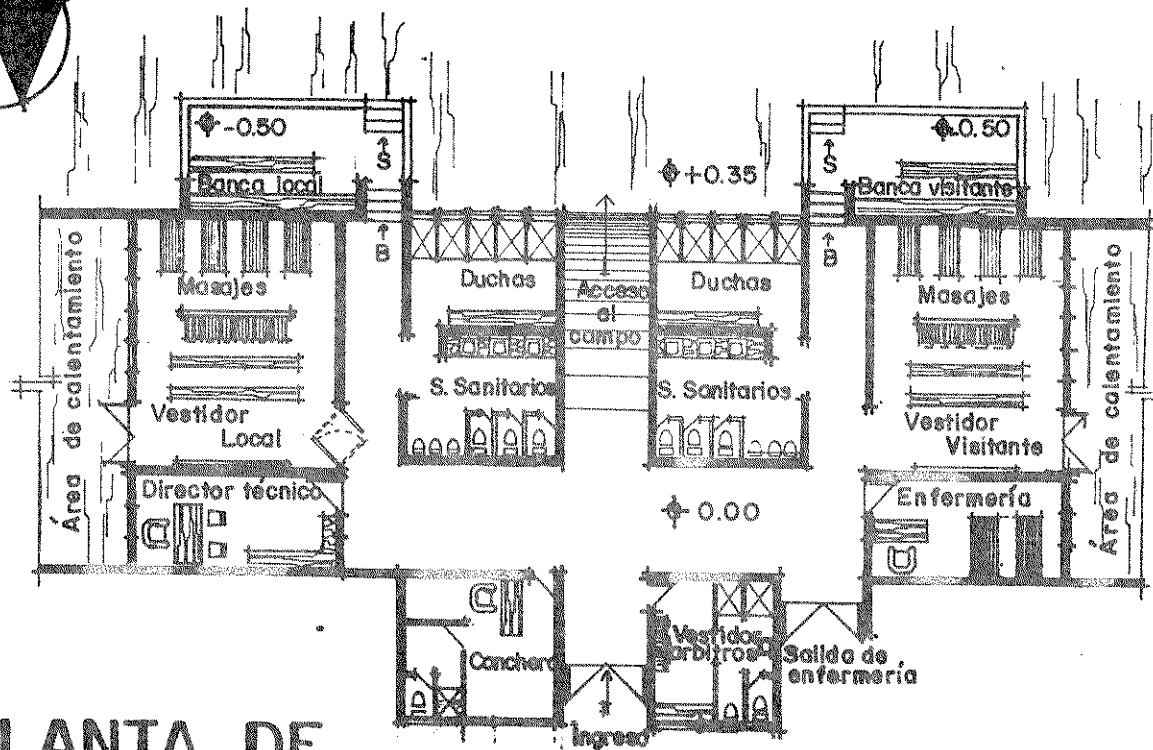 -0.50
S
Banca local
B
+0.35
-0.50
S
Banca visitante
B
Área de calentamiento
Masajes
Duchas
Acceso
al
campo
Duchas
Masajes
Área de calentamiento
S. Sanitarios
S. Sanitarios
Vestidor
Local
Vestidor
Visitante
Director técnico
0.00
Enfermería
Canchero
Vestidor
arbitros
Salida de
enfermería
Ingreso
PLANTA DE